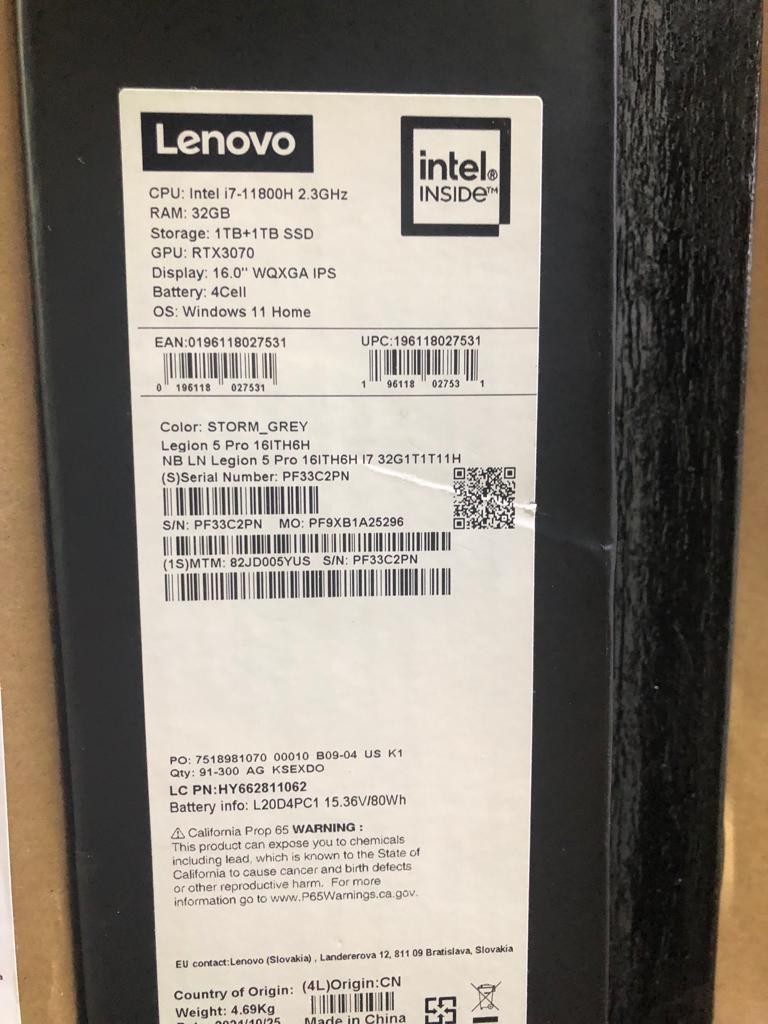 Lenovo
intel® INSIDE™
CPU: Intel i7-11800H 2.3GHz
RAM: 32GB
Storage: 1TB+1TB SSD
GPU: RTX3070
Display: 16.0" WQXGA IPS
Battery: 4Cell
OS: Windows 11 Home
EAN:0196118027531 UPC:196118027531
0 196118 027531 1 96118 02753 1
Color: STORM_GREY
Legion 5 Pro 16ITH6H
NB LN Legion 5 Pro 16ITH6H I7 32G1T1T11H
(S)Serial Number: PF33C2PN
S/N: PF33C2PN MO: PF9XB1A25296
(1S)MTM: 82JD005YUS S/N: PF33C2PN
PO: 7518981070 00010 B09-04 US K1
Qty: 91-300 AG KSEXDO
LC PN:HY662811062
Battery info: L20D4PC1 15.36V/80Wh
⚠ California Prop 65 WARNING :
This product can expose you to chemicals
including lead, which is known to the State of
California to cause cancer and birth defects
or other reproductive harm. For more
information go to www.P65Warnings.ca.gov.
EU contact:Lenovo (Slovakia) , Landererova 12, 811 09 Bratislava, Slovakia
Country of Origin: (4L)Origin:CN
Weight: 4.69Kg
2021/10/25 Made in China